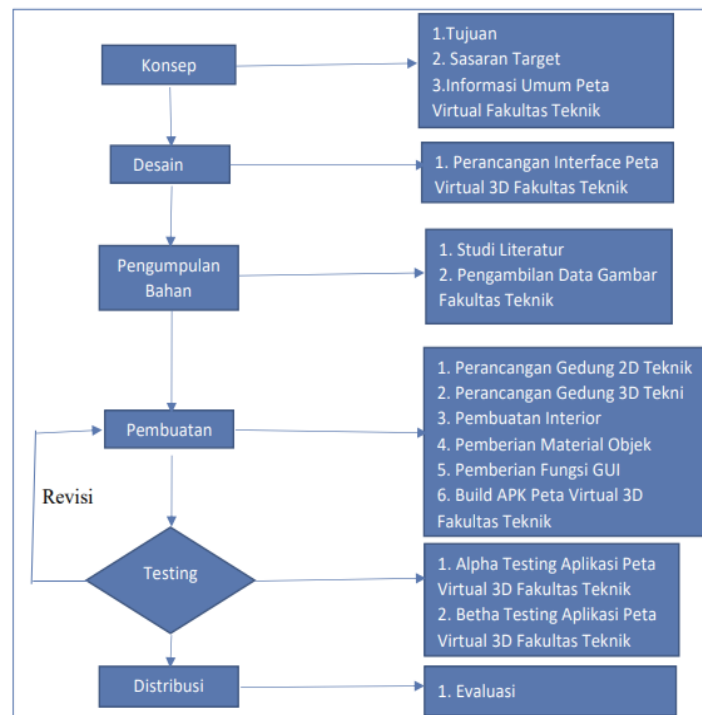 Konsep
1.Tujuan
2. Sasaran Target
3.Informasi Umum Peta
Virtual Fakultas Teknik
Desain
1. Perancangan Interface Peta
Virtual 3D Fakultas Teknik
Pengumpulan
Bahan
1. Studi Literatur
2. Pengambilan Data Gambar
Fakultas Teknik
Pembuatan
1. Perancangan Gedung 2D Teknik
2. Perancangan Gedung 3D Tekni
3. Pembuatan Interior
4. Pemberian Material Objek
5. Pemberian Fungsi GUI
6. Build APK Peta Virtual 3D
Fakultas Teknik
Revisi
Testing
1. Alpha Testing Aplikasi Peta
Virtual 3D Fakultas Teknik
2. Betha Testing Aplikasi Peta
Virtual 3D Fakultas Teknik
Distribusi
1. Evaluasi